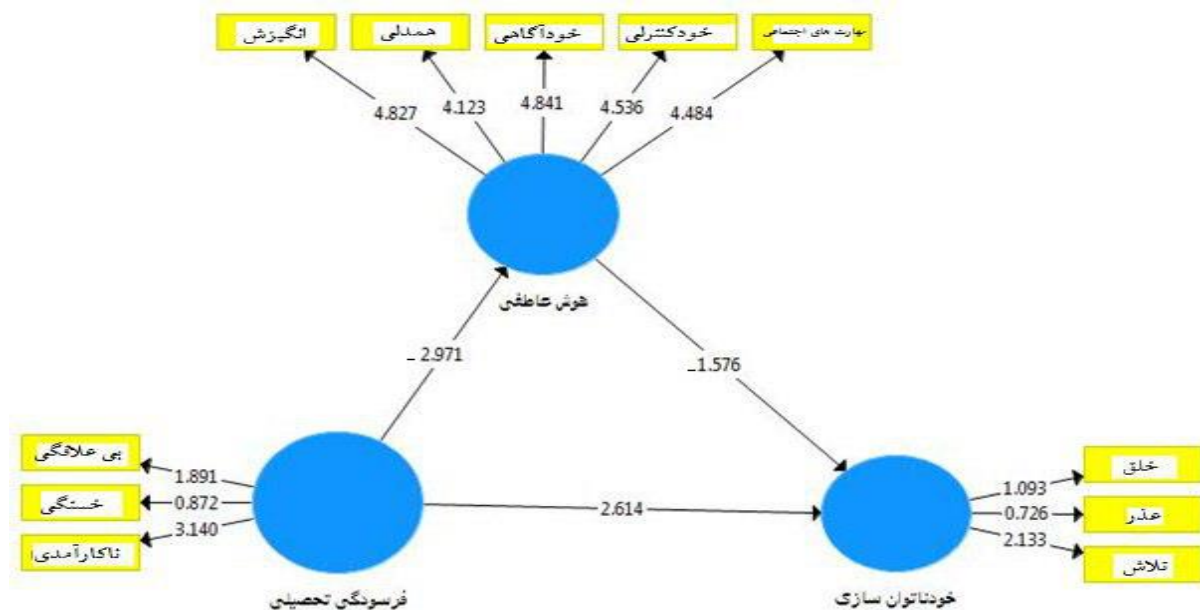 انگیزش
همدلی
خودآگاهی
خودکنترلی
مهارت های اجتماعی
4.827
4.123
4.841
4.536
4.484
هوش عاطفی
_ 2.971
_1.576
بی علاقگی
خستگی
ناکارآمدی
1.891
0.872
3.140
2.614
خلق
عذر
تلاش
1.093
0.726
2.133
فرسودگی تحصیلی
خودناتوان سازی